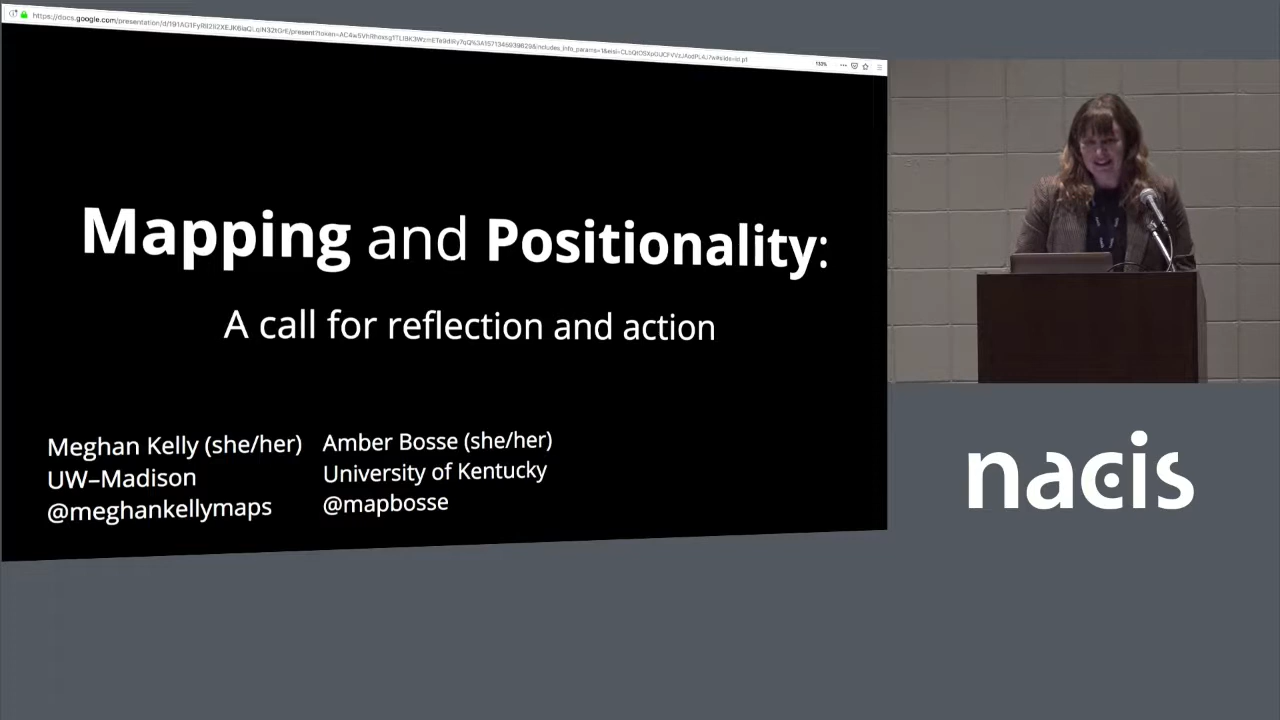 Mapping and Positionality:
A call for reflection and action
Meghan Kelly (she/her)
UW–Madison
@meghankellymaps
Amber Bosse (she/her)
University of Kentucky
@mapbosse
nacis